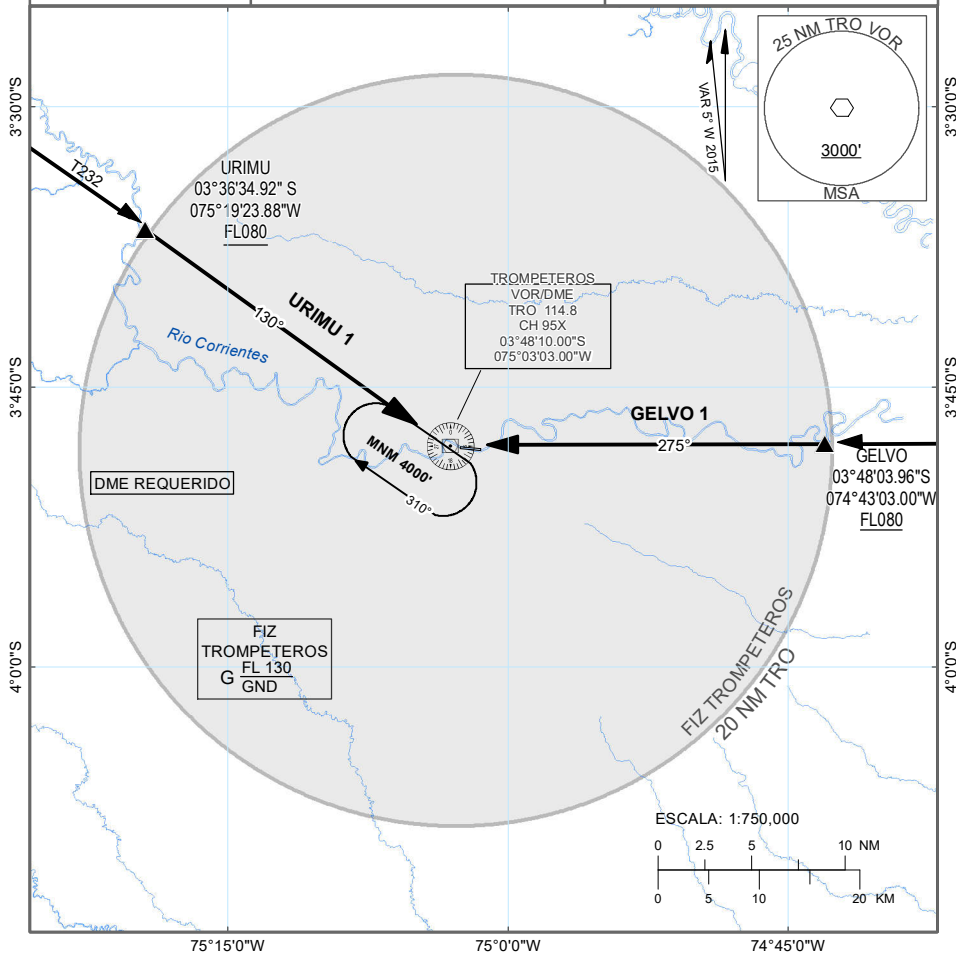 25 NM TRO VOR
3000'
MSA
VAR 5° W 2015
3°30'0"S
3°30'0"S
T232
URIMU
03°36'34.92" S
075°19'23.88"W
FL080
URIMU 1
130°
TROMPETEROS
VOR/DME
TRO 114.8
CH 95X
03°48'10.00"S
075°03'03.00"W
Rio Corrientes
3°45'0"S
3°45'0"S
GELVO 1
275°
GELVO
03°48'03.96"S
074°43'03.00"W
FL080
MNM 4000'
310°
DME REQUERIDO
FIZ
TROMPETEROS
G FL 130
GND
FIZ TROMPETEROS
20 NM TRO
4°0'0"S
4°0'0"S
ESCALA: 1:750,000
0 2.5 5 10 NM
0 5 10 20 KM
75°15'0"W
75°0'0"W
74°45'0"W